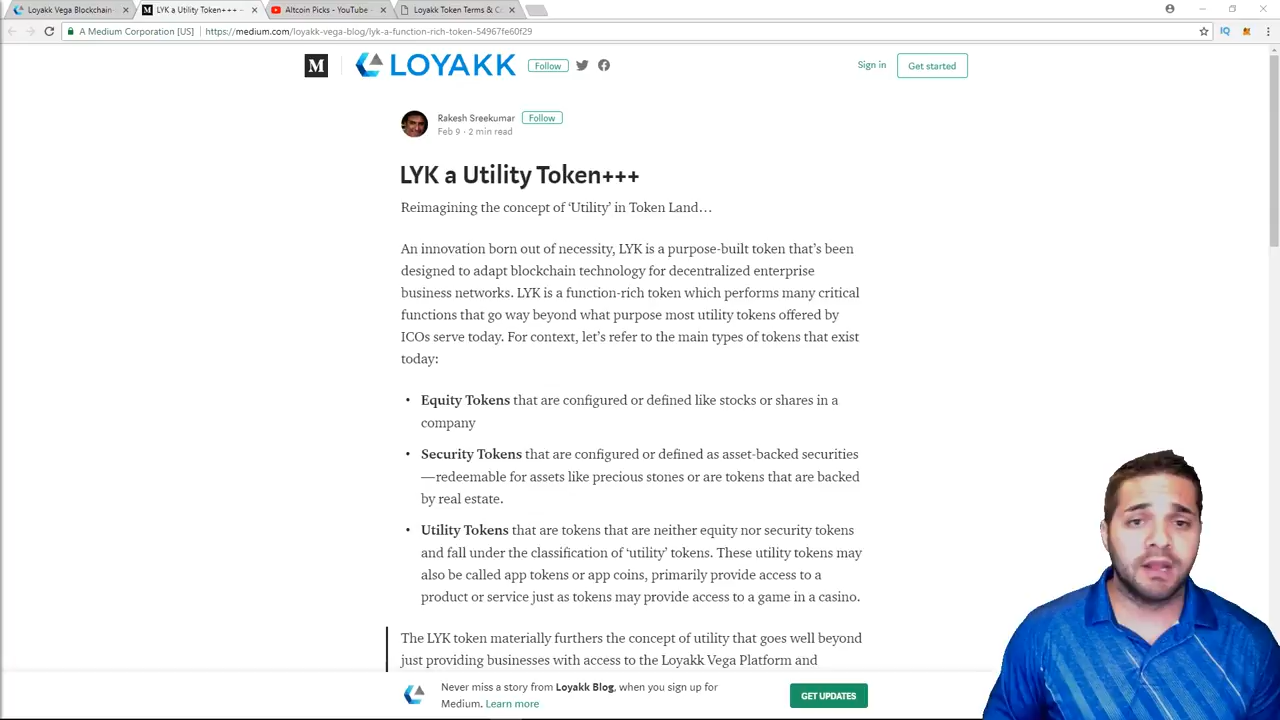 Loyakk Vega Blockchain
LYK a Utility Token+++ -
Altcoin Picks - YouTube
Loyakk Token Terms & C
A Medium Corporation [US]
https://medium.com/loyakk-vega-blog/lyk-a-function-rich-token-54967fe60f29
IQ
M
LOYAKK
Follow
Sign in
Get started
Rakesh Sreekumar
Follow
Feb 9 · 2 min read
LYK a Utility Token+++
Reimagining the concept of ‘Utility’ in Token Land…
An innovation born out of necessity, LYK is a purpose-built token that’s been
designed to adapt blockchain technology for decentralized enterprise
business networks. LYK is a function-rich token which performs many critical
functions that go way beyond what purpose most utility tokens offered by
ICOs serve today. For context, let’s refer to the main types of tokens that exist
today:
• Equity Tokens that are configured or defined like stocks or shares in a
company
• Security Tokens that are configured or defined as asset-backed securities
—redeemable for assets like precious stones or are tokens that are backed
by real estate.
• Utility Tokens that are tokens that are neither equity nor security tokens
and fall under the classification of ‘utility’ tokens. These utility tokens may
also be called app tokens or app coins, primarily provide access to a
product or service just as tokens may provide access to a game in a casino.
The LYK token materially furthers the concept of utility that goes well beyond
just providing businesses with access to the Loyakk Vega Platform and
Never miss a story from Loyakk Blog, when you sign up for
Medium. Learn more
GET UPDATES